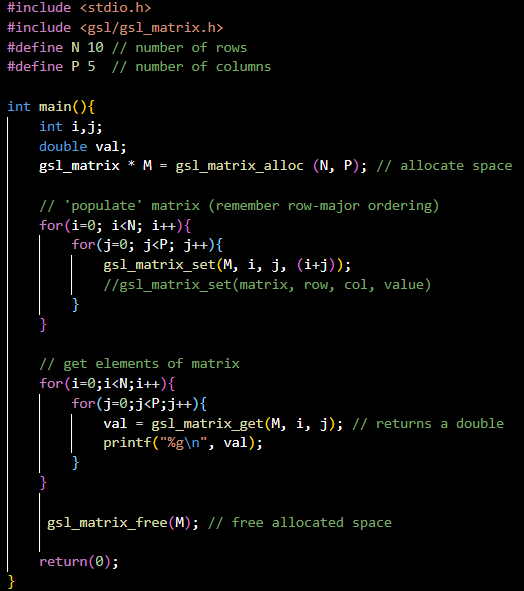 #include <stdio.h>
#include <gsl/gsl_matrix.h>
#define N 10 // number of rows
#define P 5  // number of columns

int main(){
    int i,j;
    double val;
    gsl_matrix * M = gsl_matrix_alloc (N, P); // allocate space

    // 'populate' matrix (remember row-major ordering)
    for(i=0; i<N; i++){
        for(j=0; j<P; j++){
            gsl_matrix_set(M, i, j, (i+j));
            //gsl_matrix_set(matrix, row, col, value)
        }
    }

    // get elements of matrix
    for(i=0;i<N;i++){
        for(j=0;j<P;j++){
            val = gsl_matrix_get(M, i, j); // returns a double
            printf("%g\n", val);
        }
    }

     gsl_matrix_free(M); // free allocated space

    return(0);
}